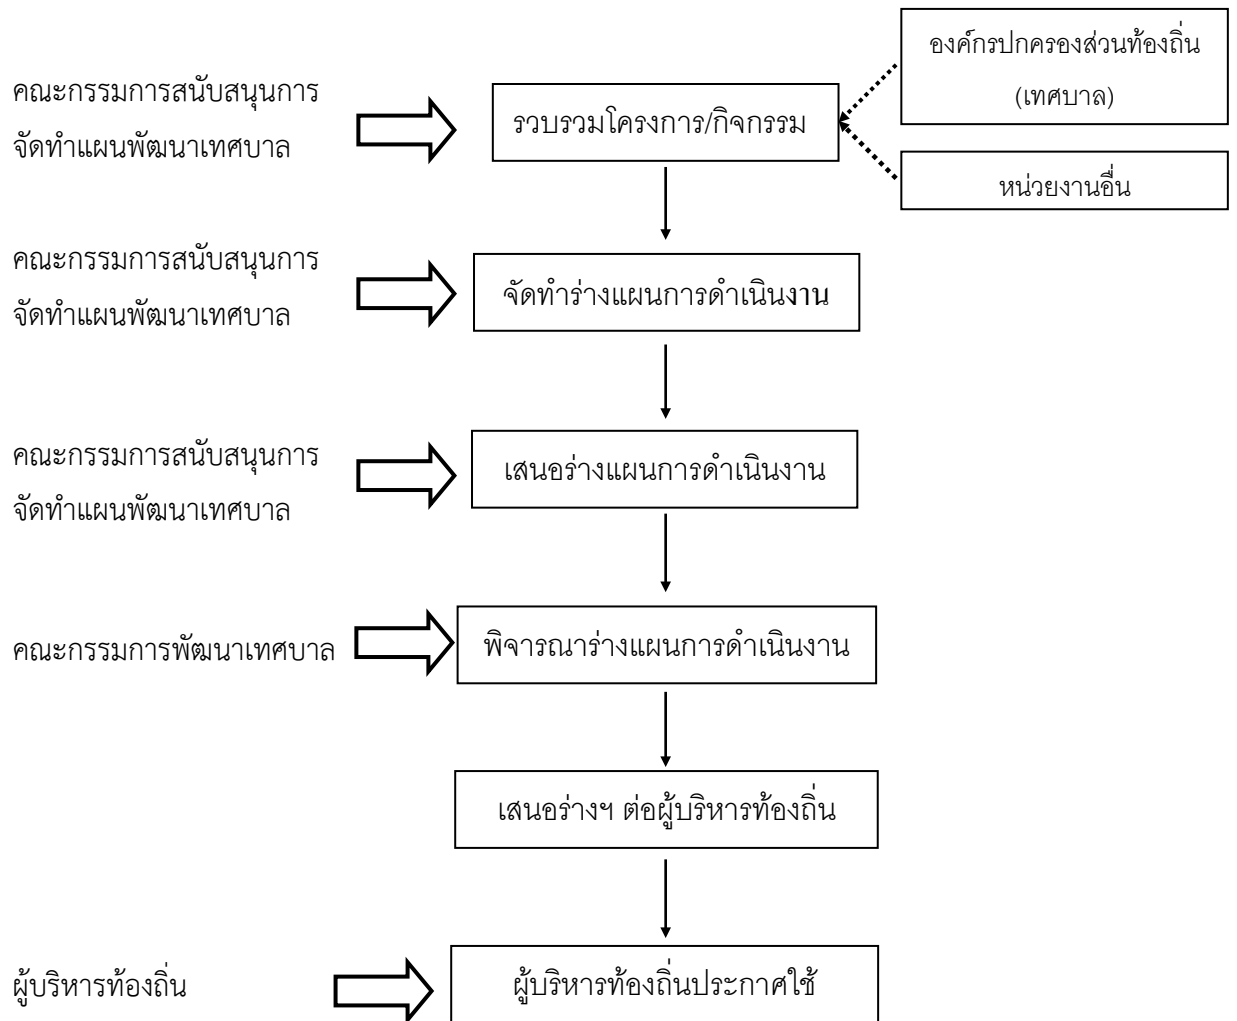 องค์กรปกครองส่วนท้องถิ่น
(เทศบาล)
คณะกรรมการสนับสนุนการ
จัดทำแผนพัฒนาเทศบาล
รวบรวมโครงการ/กิจกรรม
หน่วยงานอื่น
คณะกรรมการสนับสนุนการ
จัดทำแผนพัฒนาเทศบาล
จัดทำร่างแผนการดำเนินงาน
คณะกรรมการสนับสนุนการ
จัดทำแผนพัฒนาเทศบาล
เสนอร่างแผนการดำเนินงาน
คณะกรรมการพัฒนาเทศบาล
พิจารณาร่างแผนการดำเนินงาน
เสนอร่างฯ ต่อผู้บริหารท้องถิ่น
ผู้บริหารท้องถิ่น
ผู้บริหารท้องถิ่นประกาศใช้